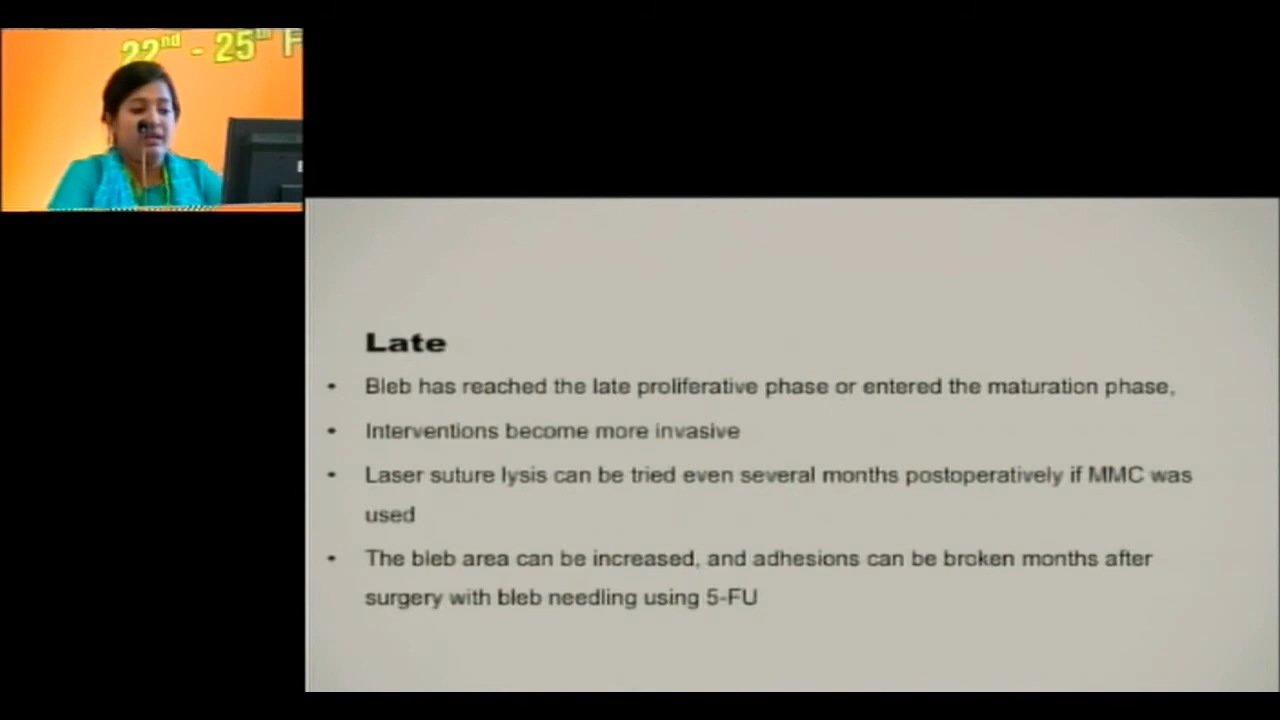 22nd - 25th F
Late
• Bleb has reached the late proliferative phase or entered the maturation phase,
• Interventions become more invasive
• Laser suture lysis can be tried even several months postoperatively if MMC was
used
• The bleb area can be increased, and adhesions can be broken months after
surgery with bleb needling using 5-FU